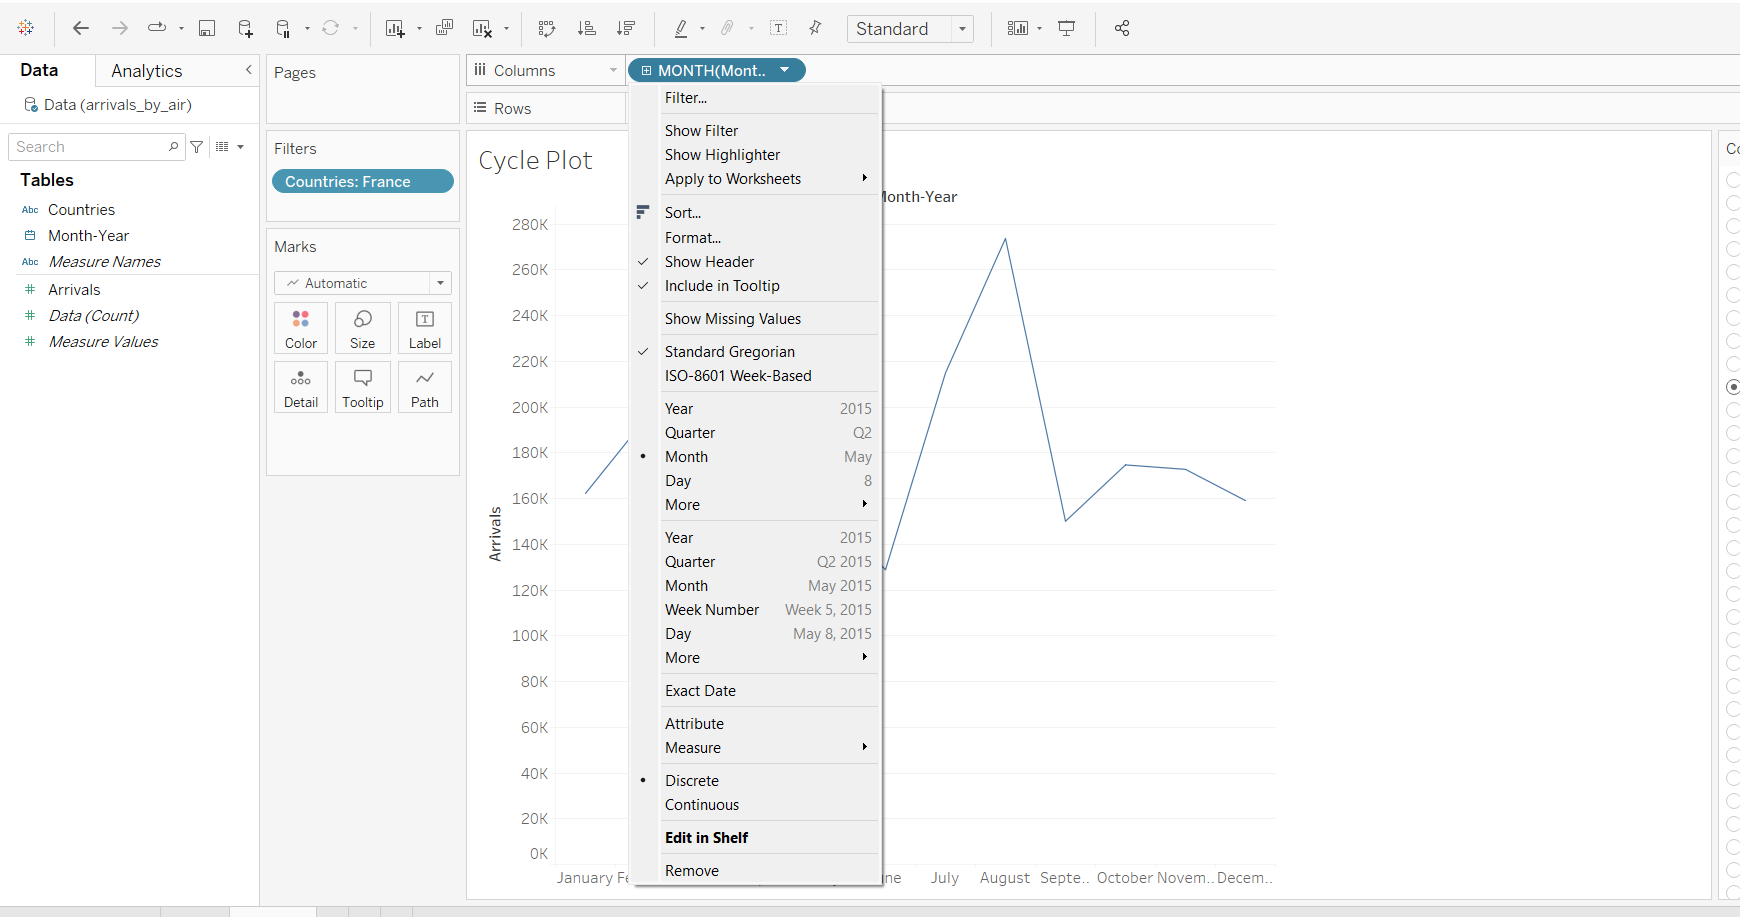 Standard
Data
Analytics
Data (arrivals_by_air)
Search
Tables
Abc Countries
Month-Year
Abc Measure Names
Arrivals
Data (Count)
Measure Values
Pages
Filters
Countries: France
Marks
Automatic
Color
Size
Label
Detail
Tooltip
Path
Columns
MONTH(Mont..
Rows
Filter...
Show Filter
Show Highlighter
Apply to Worksheets
Sort...
Format...
Show Header
Include in Tooltip
Show Missing Values
Standard Gregorian
ISO-8601 Week-Based
Year 2015
Quarter Q2
Month May
Day 8
More
Year 2015
Quarter Q2 2015
Month May 2015
Week Number Week 5, 2015
Day May 8, 2015
More
Exact Date
Attribute
Measure
Discrete
Continuous
Edit in Shelf
Remove
Cycle Plot
Month-Year
280K
260K
240K
220K
200K
180K
160K
140K
120K
100K
80K
60K
40K
20K
0K
Arrivals
January July August Septe.. October Novem.. Decem..